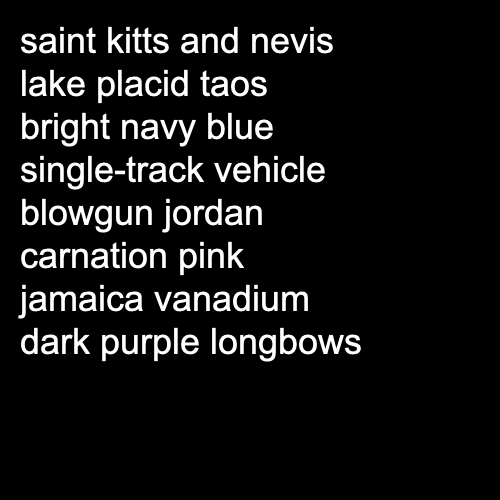 saint kitts and nevis
lake placid taos
bright navy blue
single-track vehicle
blowgun jordan
carnation pink
jamaica vanadium
dark purple longbows